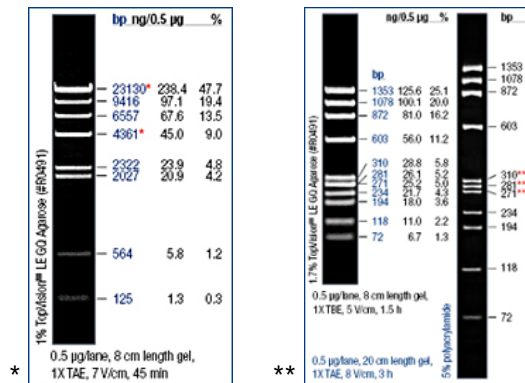 bp ng/0.5 µg %
23130* 238.4 47.7
9416 97.1 19.4
6557 67.6 13.5
4361* 45.0 9.0
2322 23.9 4.8
2027 20.9 4.2
564 5.8 1.2
125 1.3 0.3
1% TopVision™ LE GQ Agarose (#R0491)
0.5 µg/lane, 8 cm length gel,
1X TAE, 7 V/cm, 45 min
*
ng/0.5 µg %
bp
1353 125.6 25.1
1078 100.1 20.0
872 81.0 16.2
603 56.0 11.2
310 28.8 5.8
281 26.1 5.2
271 25.2 5.0
234 21.7 4.3
194 18.0 3.6
118 11.0 2.2
72 6.7 1.3
1.7% TopVision™ LE GQ Agarose (#R0491)
0.5 µg/lane, 8 cm length gel,
1X TBE, 5 V/cm, 1.5 h
1353
1078
872
603
310**
281**
271**
234
194
118
72
5% polyacrylamide
0.5 µg/lane, 20 cm length gel,
1X TAE, 8 V/cm, 3 h
**